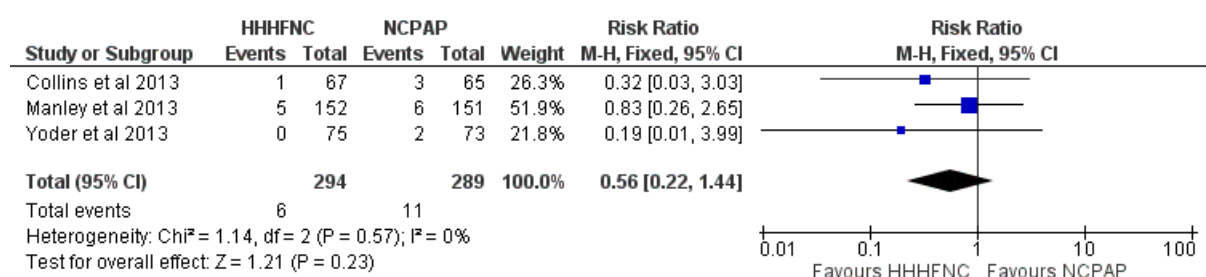 HHHFNC NCPAP Risk Ratio Risk Ratio
Study or Subgroup Events Total Events Total Weight M-H, Fixed, 95% CI M-H, Fixed, 95% CI
Collins et al 2013 1 67 3 65 26.3% 0.32 [0.03, 3.03]
Manley et al 2013 5 152 6 151 51.9% 0.83 [0.26, 2.65]
Yoder et al 2013 0 75 2 73 21.8% 0.19 [0.01, 3.99]
Total (95% CI) 294 289 100.0% 0.56 [0.22, 1.44]
Total events 6 11
Heterogeneity: Chi² = 1.14, df = 2 (P = 0.57); I² = 0%
Test for overall effect: Z = 1.21 (P = 0.23)
0.01 0.1 1 10 100
Favours HHHFNC Favours NCPAP